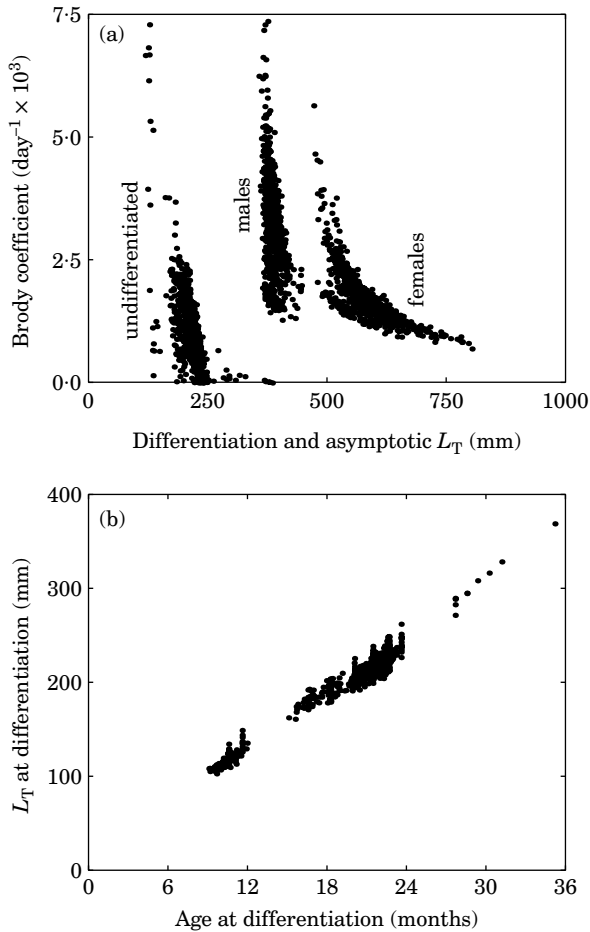 7·5
(a)
5·0
2·5
0·0
Brody coefficient (day⁻¹ × 10³)
undifferentiated
males
females
0
250
500
750
1000
Differentiation and asymptotic L_T (mm)
400
(b)
300
200
100
0
L_T at differentiation (mm)
0
6
12
18
24
30
36
Age at differentiation (months)